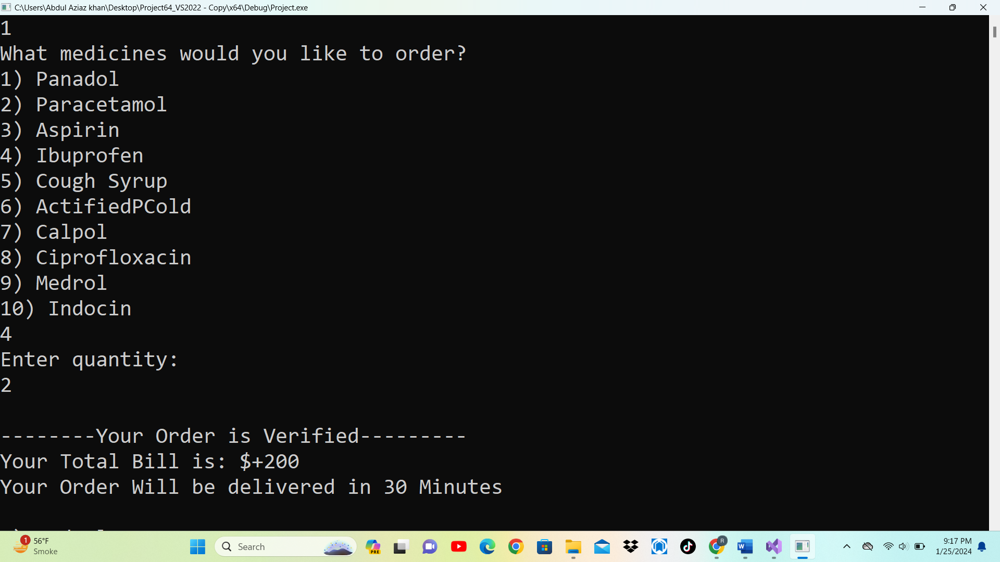 C:\Users\Abdul Aziaz khan\Desktop\Project64_VS2022 - Copy\x64\Debug\Project.exe
1
What medicines would you like to order?
1) Panadol
2) Paracetamol
3) Aspirin
4) Ibuprofen
5) Cough Syrup
6) ActifiedPCold
7) Calpol
8) Ciprofloxacin
9) Medrol
10) Indocin
4
Enter quantity:
2
--------Your Order is Verified---------
Your Total Bill is: $+200
Your Order Will be delivered in 30 Minutes
1
56°F
Smoke
Search
PRE
R
W
9:17 PM
1/25/2024